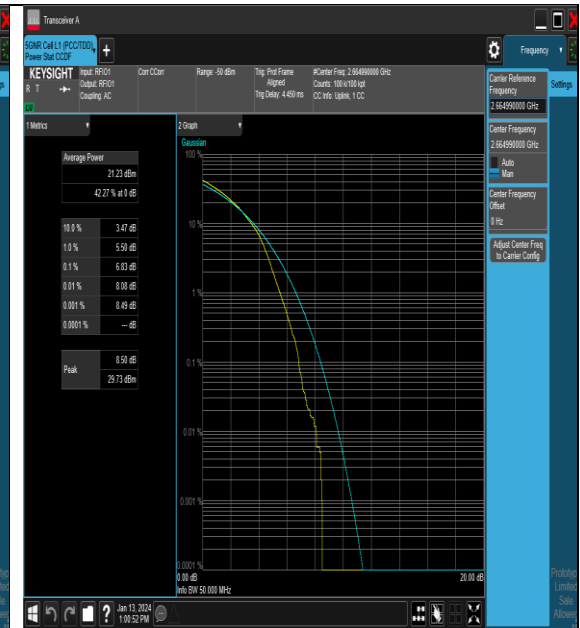 Transceiver A
5GNR Cell L1 (PCC/TDD),
Power Stat CCDF
+
Frequency
KEYSIGHT
R T
LV
Input: RFIO1
Output: RFIO1
Coupling: AC
Corr CCorr
Range: -50 dBm
Trig: Prot Frame
Aligned
Trig Delay: 4.450 ms
#Center Freq: 2.664990000 GHz
Counts: 100 k/100 kpt
CC Info: Uplink, 1 CC
Carrier Reference
Frequency
2.664990000 GHz
Settings
Center Frequency
2.664990000 GHz
Auto
Man
Center Frequency
Offset
0 Hz
Adjust Center Freq
to Carrier Config
1 Metrics
Average Power
21.23 dBm
42.27 % at 0 dB
10.0 % 3.47 dB
1.0 % 5.50 dB
0.1 % 6.83 dB
0.01 % 8.08 dB
0.001 % 8.49 dB
0.0001 % --- dB
Peak
8.50 dB
29.73 dBm
2 Graph
Gaussian
100 %
10 %
1 %
0.1 %
0.01 %
0.001 %
0.0001 %
0.00 dB
20.00 dB
Info BW 50.000 MHz
?
Jan 13, 2024
1:00:52 PM